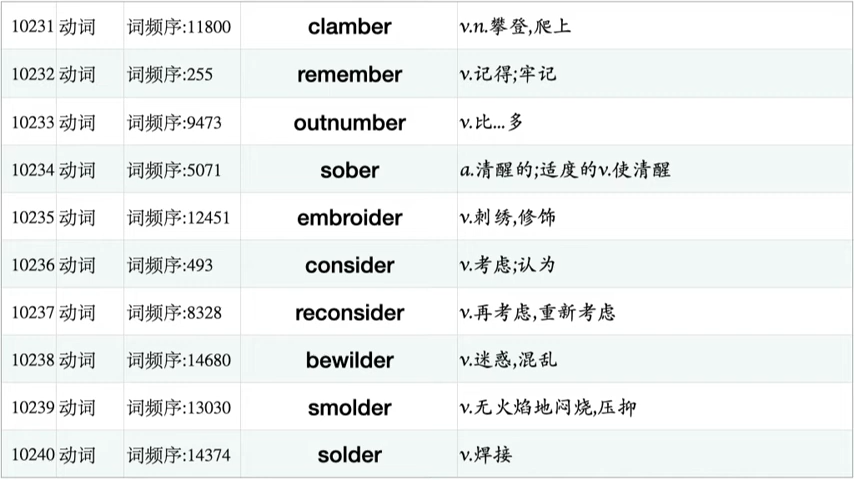 10231 动词 词频序:11800 clamber v.n.攀登,爬上
10232 动词 词频序:255 remember v.记得;牢记
10233 动词 词频序:9473 outnumber v.比...多
10234 动词 词频序:5071 sober a.清醒的;适度的v.使清醒
10235 动词 词频序:12451 embroider v.刺绣,修饰
10236 动词 词频序:493 consider v.考虑;认为
10237 动词 词频序:8328 reconsider v.再考虑,重新考虑
10238 动词 词频序:14680 bewilder v.迷惑,混乱
10239 动词 词频序:13030 smolder v.无火焰地闷烧,压抑
10240 动词 词频序:14374 solder v.焊接